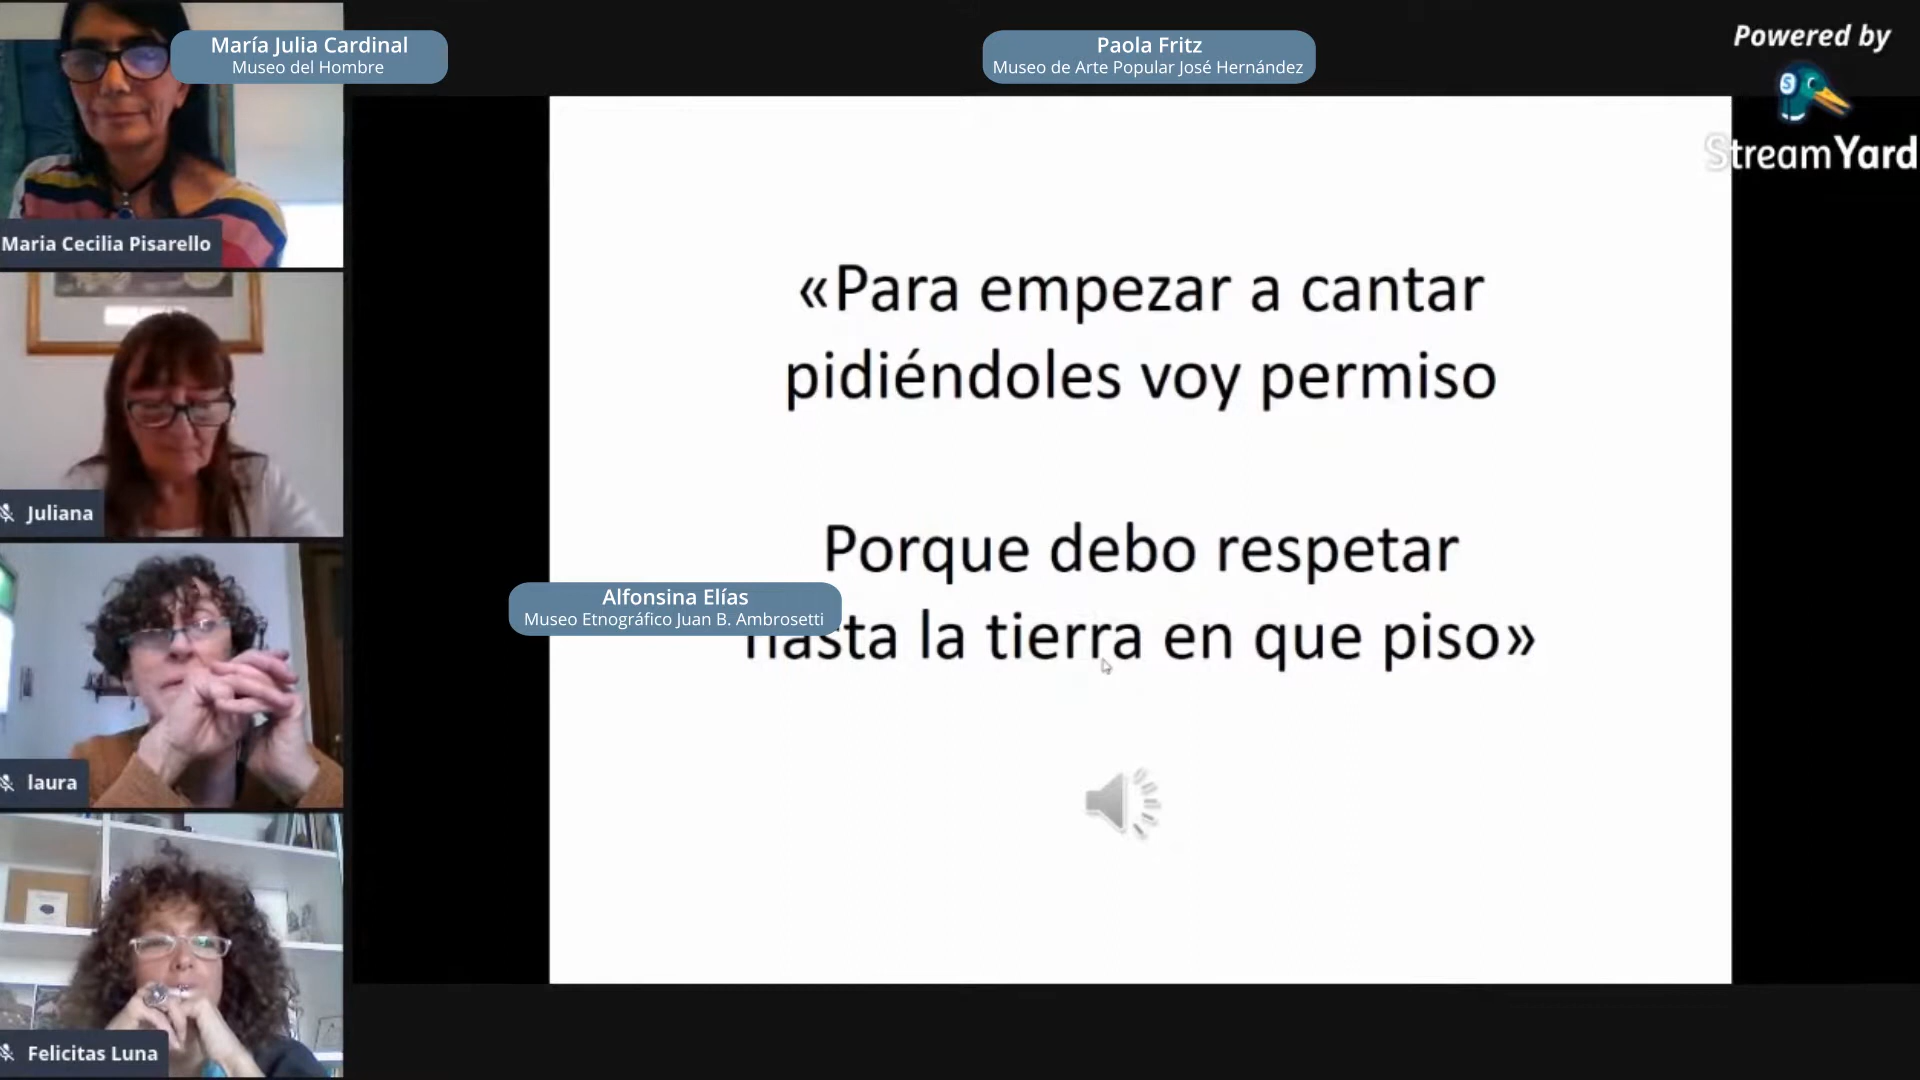 María Julia Cardinal
Museo del Hombre
Paola Fritz
Museo de Arte Popular José Hernández
Powered by
StreamYard
Maria Cecilia Pisarello
«Para empezar a cantar
pidiéndoles voy permiso
Porque debo respetar
hasta la tierra en que piso»
Alfonsina Elías
Museo Etnográfico Juan B. Ambrosetti
Juliana
laura
Felicitas Luna